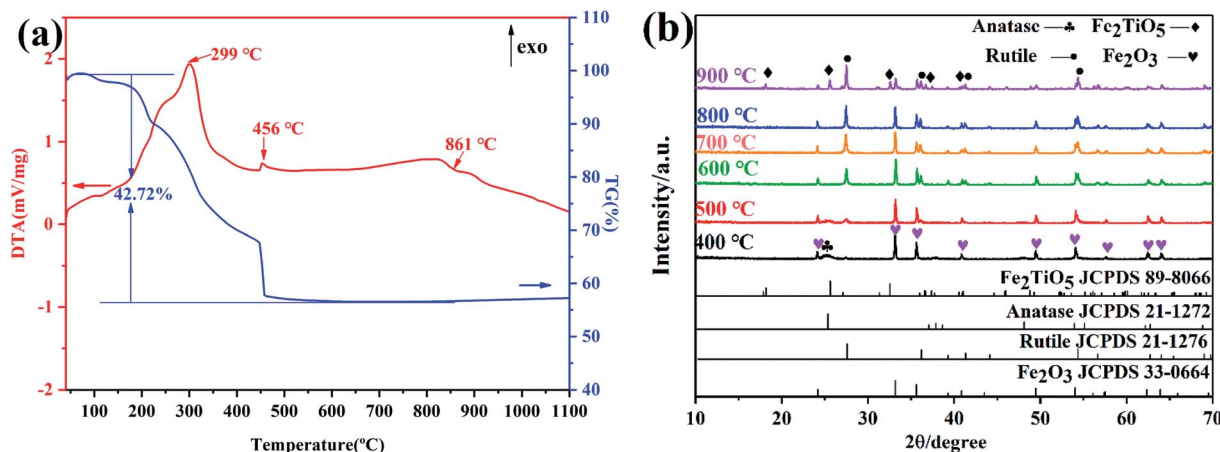 (a)
exo
299 °C
456 °C
861 °C
42.72%
DTA(mV/mg)
2
1
0
-1
-2
TG(%)
110
100
90
80
70
60
50
40
100 200 300 400 500 600 700 800 900 1000 1100
Temperature(ºC)
(b)
Anatase —♣ Fe2TiO5 —♦
Rutile —● Fe2O3 —♥
900 °C
800 °C
700 °C
600 °C
500 °C
400 °C
Fe2TiO5 JCPDS 89-8066
Anatase JCPDS 21-1272
Rutile JCPDS 21-1276
Fe2O3 JCPDS 33-0664
Intensity/a.u.
10 20 30 40 50 60 70
2θ/degree